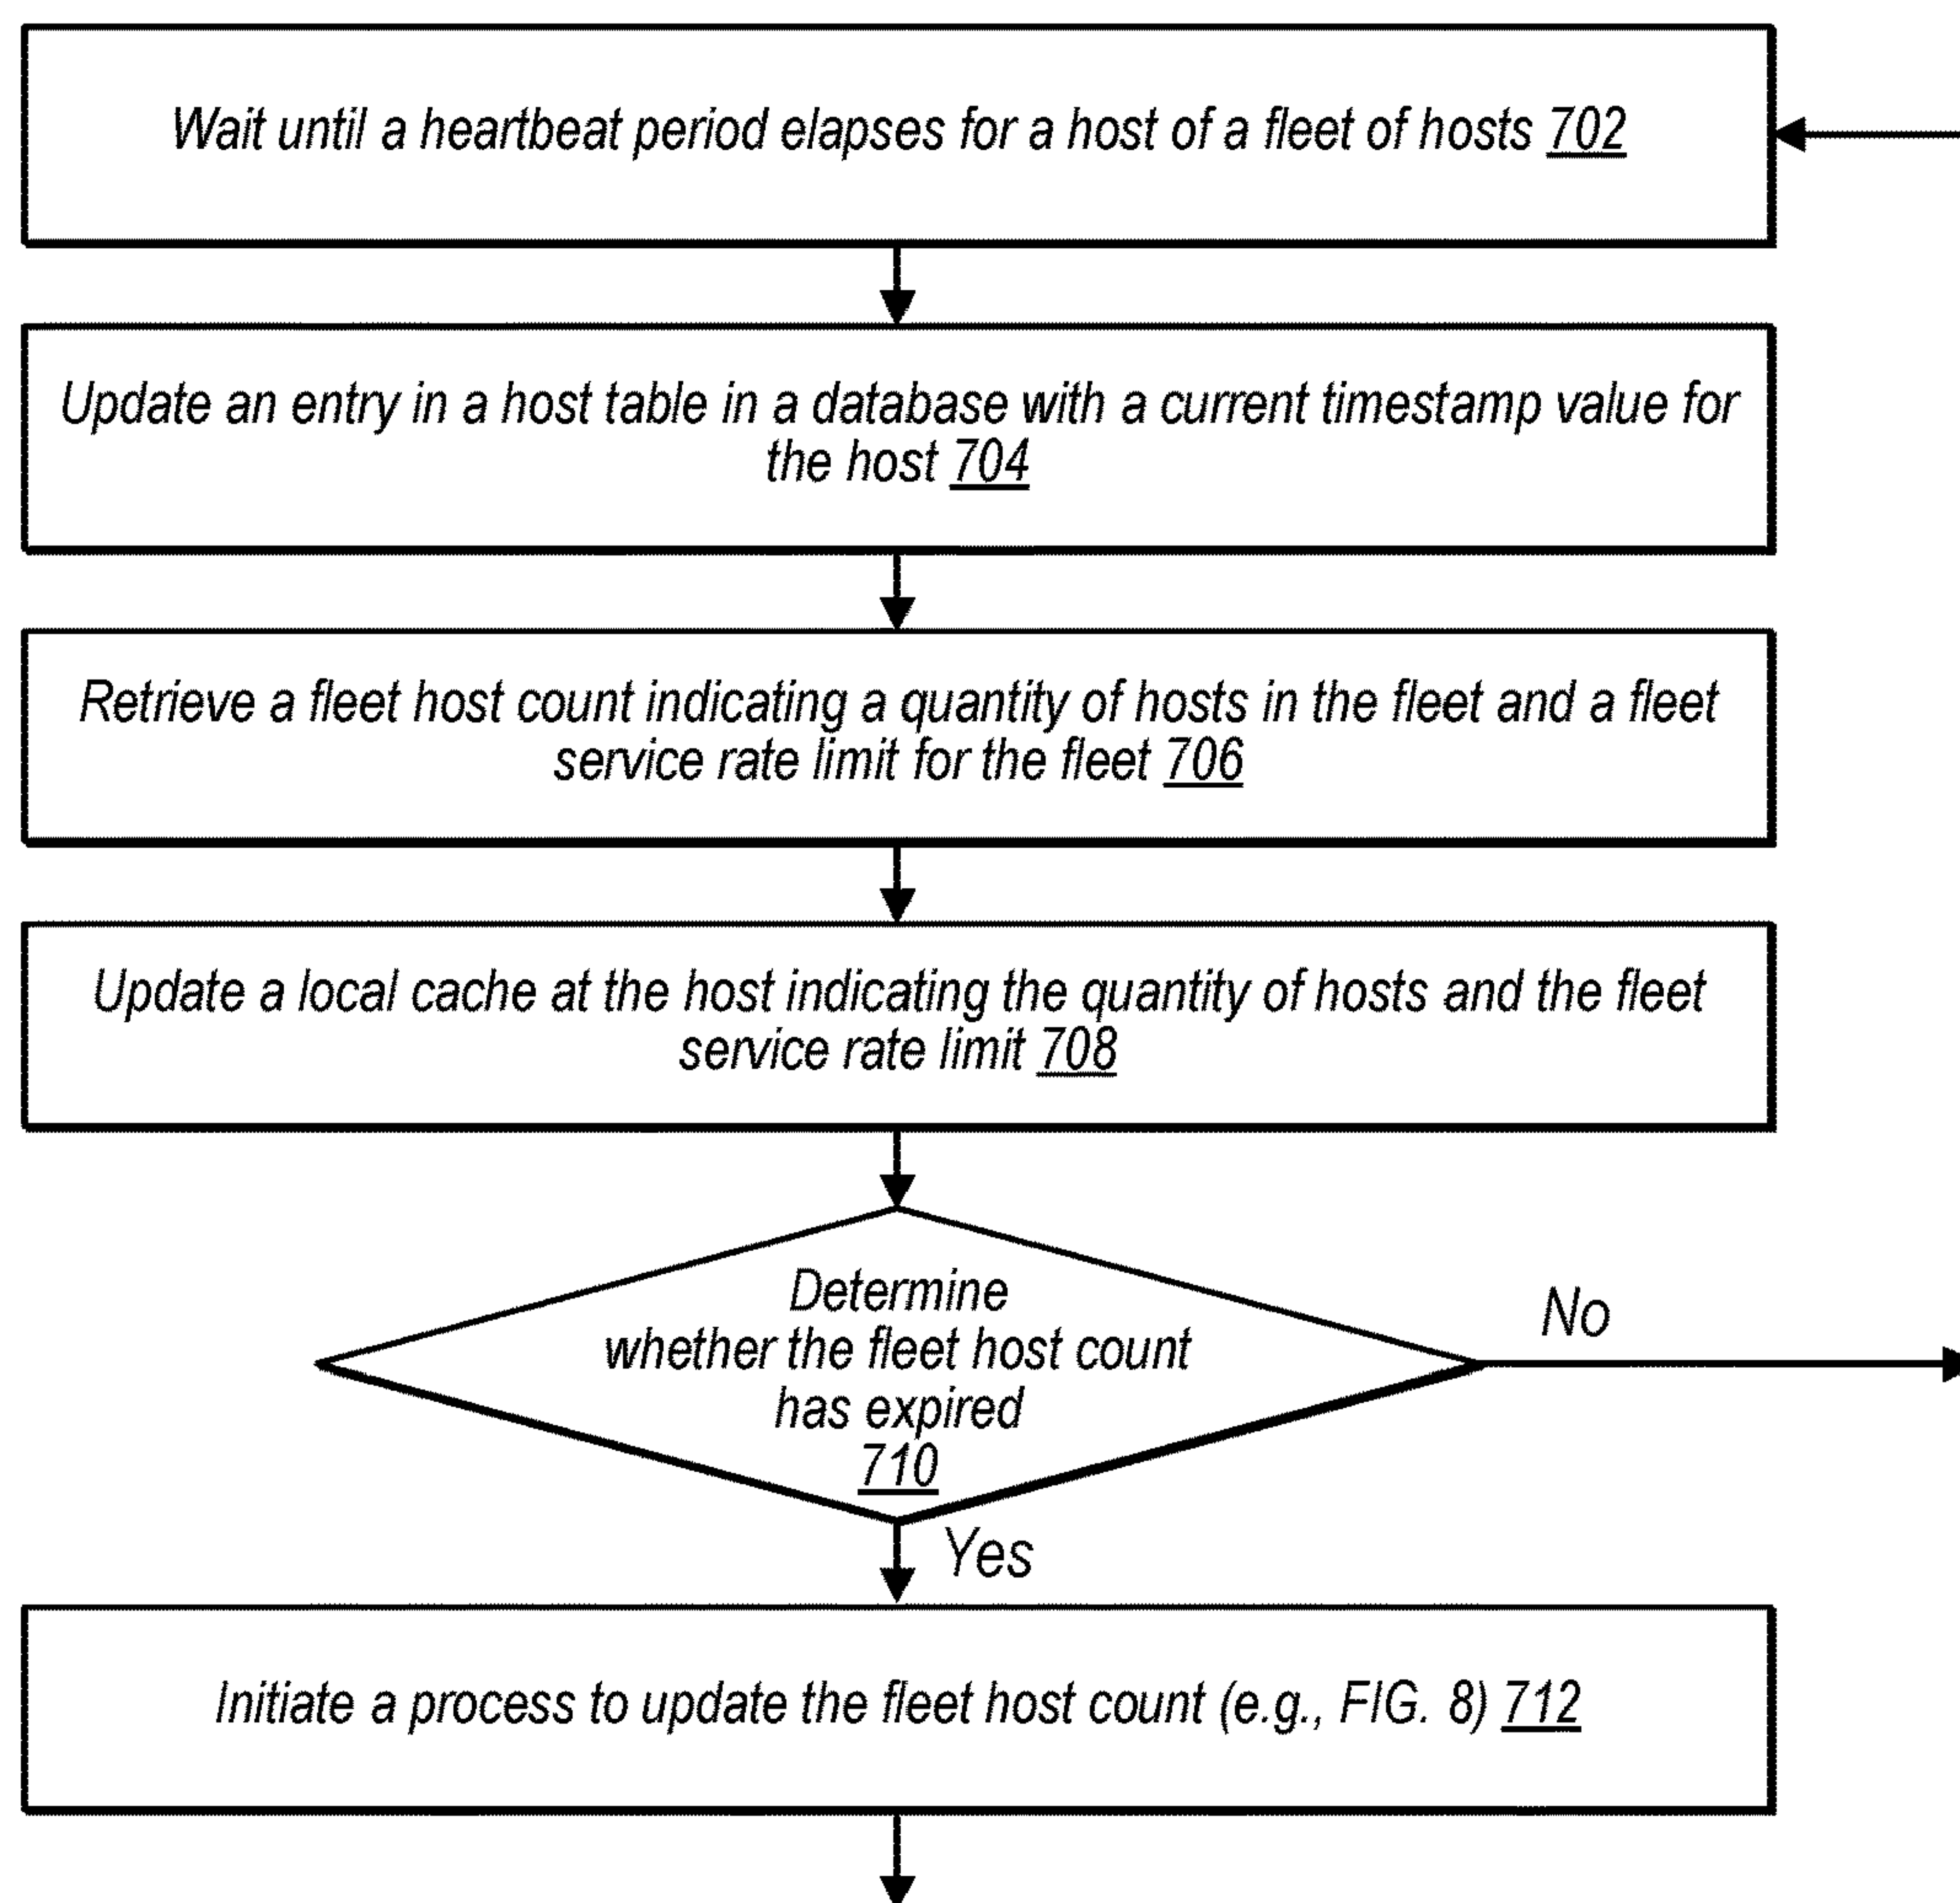 Wait until a heartbeat period elapses for a host of a fleet of hosts 702
Update an entry in a host table in a database with a current timestamp value for
the host 704
Retrieve a fleet host count indicating a quantity of hosts in the fleet and a fleet
service rate limit for the fleet 706
Update a local cache at the host indicating the quantity of hosts and the fleet
service rate limit 708
Determine
whether the fleet host count
has expired
710
No
Yes
Initiate a process to update the fleet host count (e.g., FIG. 8) 712